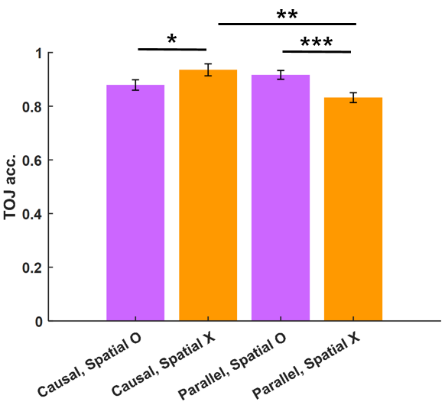 **
*
***
1
0.8
0.6
0.4
0.2
0
TOJ acc.
Causal, Spatial O
Causal, Spatial X
Parallel, Spatial O
Parallel, Spatial X